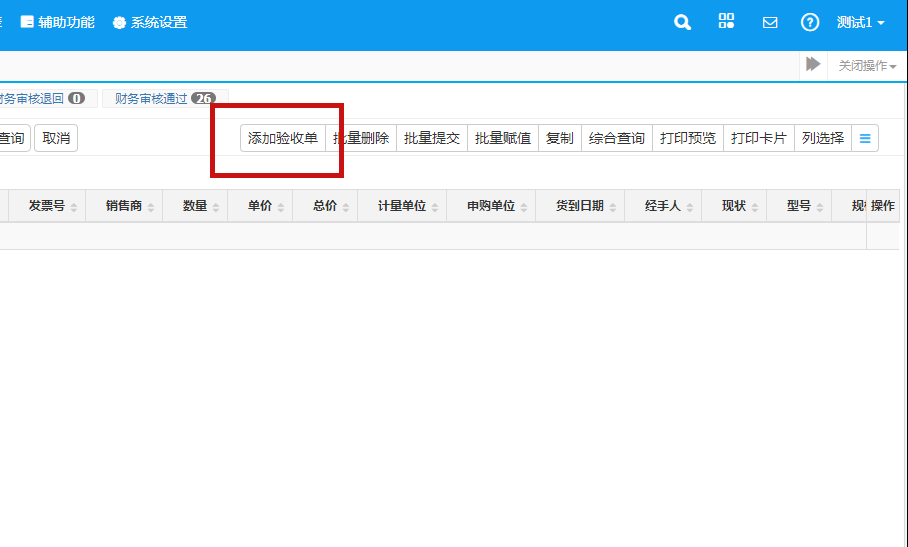 辅助功能 系统设置 测试1
关闭操作
财务审核退回 0 财务审核通过 26
查询 取消 添加验收单 批量删除 批量提交 批量赋值 复制 综合查询 打印预览 打印卡片 列选择
发票号 销售商 数量 单价 总价 计量单位 申购单位 货到日期 经手人 现状 型号 操作